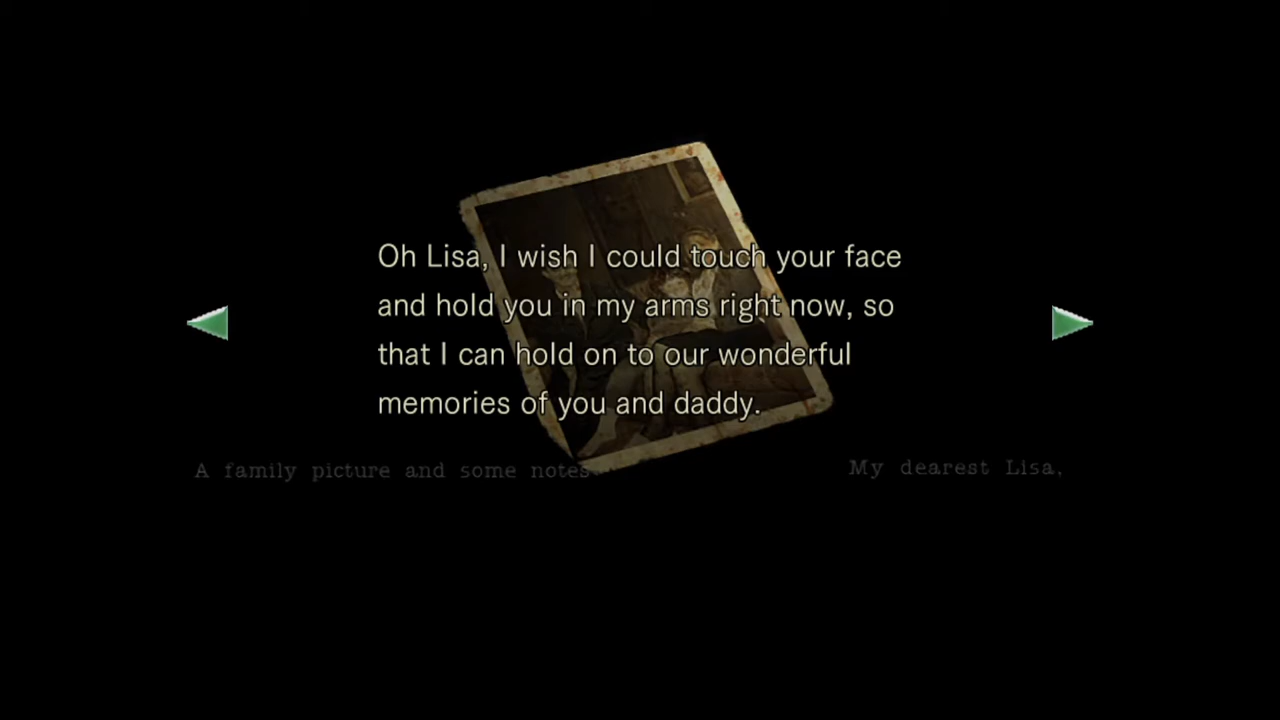 Oh Lisa, I wish I could touch your face
and hold you in my arms right now, so
that I can hold on to our wonderful
memories of you and daddy.
A family picture and some notes
My dearest Lisa,